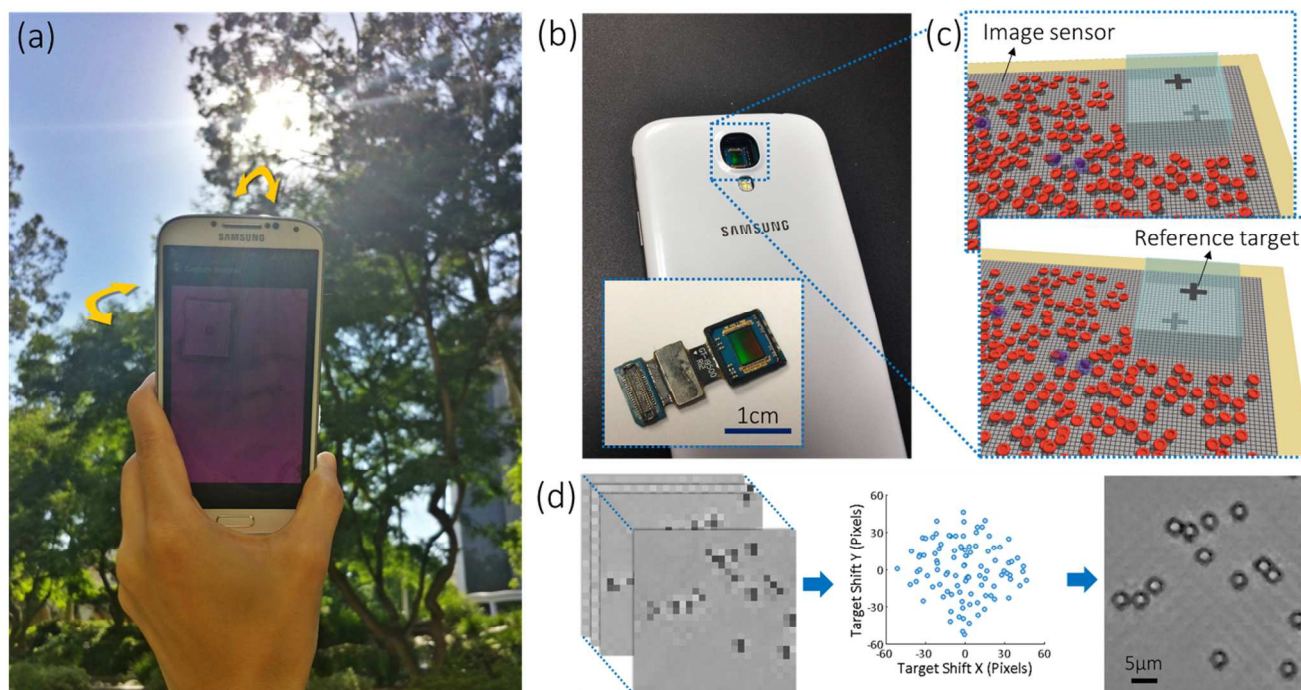 (a)
SAMSUNG
(b)
SAMSUNG
1cm
(c)
Image sensor
Reference target
(d)
Target Shift Y (Pixels)
60
30
0
-30
-60
-60 -30 0 30 60
Target Shift X (Pixels)
5μm